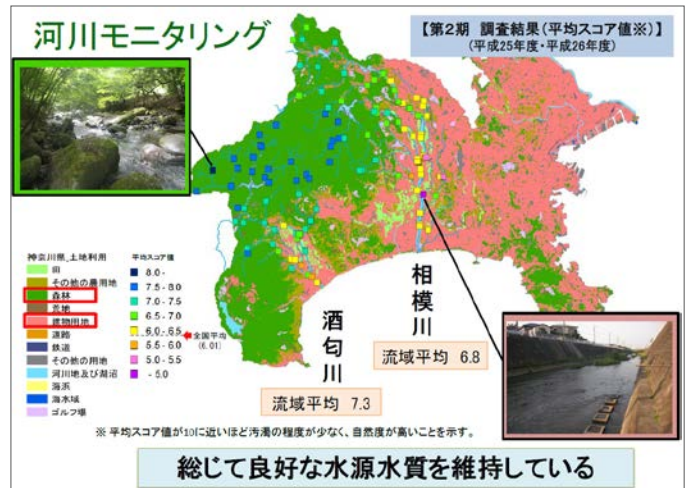 河川モニタリング
【第2期 調査結果(平均スコア値※)】
(平成25年度・平成26年度)
神奈川県_土地利用
田
その他の農用地
森林
荒地
建物用地
道路
鉄道
その他の用地
河川地及び湖沼
海浜
海水域
ゴルフ場
平均スコア値
8.0 -
7.5 - 8.0
7.0 - 7.5
6.5 - 7.0
6.0 - 6.5
5.5 - 6.0
5.0 - 5.5
- 5.0
全国平均
(6.01)
酒匂川
流域平均 7.3
相模川
流域平均 6.8
※ 平均スコア値が10に近いほど汚濁の程度が少なく、自然度が高いことを示す。
総じて良好な水源水質を維持している